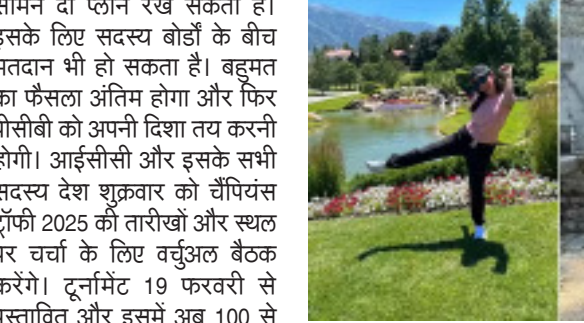 दो प्लान रख सकता है।
इसके लिए सदस्य बोर्डों के बीच
मतदान भी हो सकता है। बहुमत
का फैसला अंतिम होगा और फिर
पीसीबी को अपनी दिशा तय करनी
होगी। आईसीसी और इसके सभी
सदस्य देश शुक्रवार को चैंपियंस
ट्रॉफी 2025 की तारीखों और स्थल
पर चर्चा के लिए वर्चुअल बैठक
करेंगे। टूर्नामेंट 19 फरवरी से
प्रस्तावित और इसमें अब 100 से